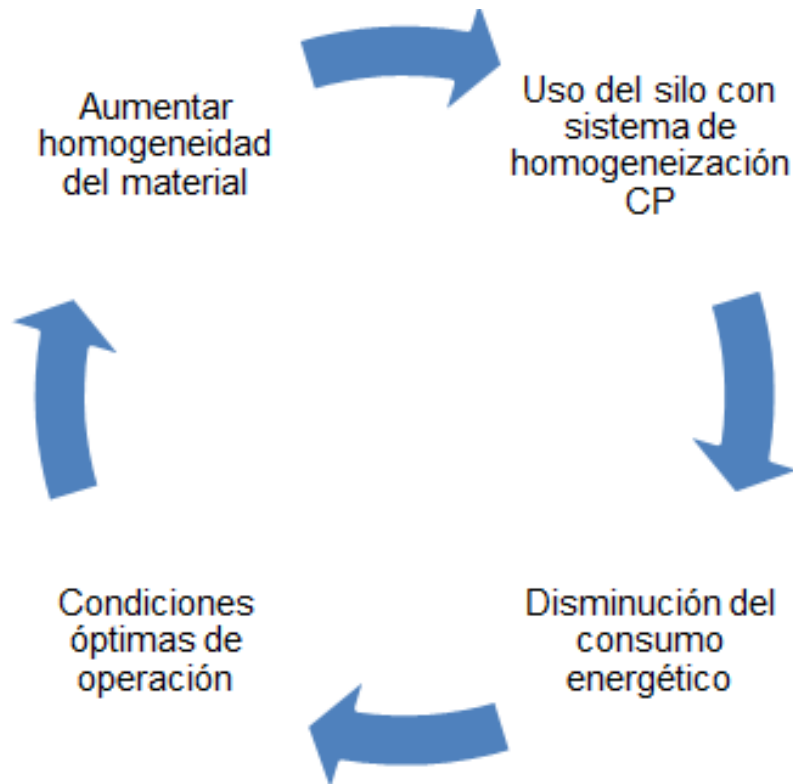 Aumentar
homogeneidad
del material
Uso del silo con
sistema de
homogeneización
CP
Disminución del
consumo
energético
Condiciones
óptimas de
operación